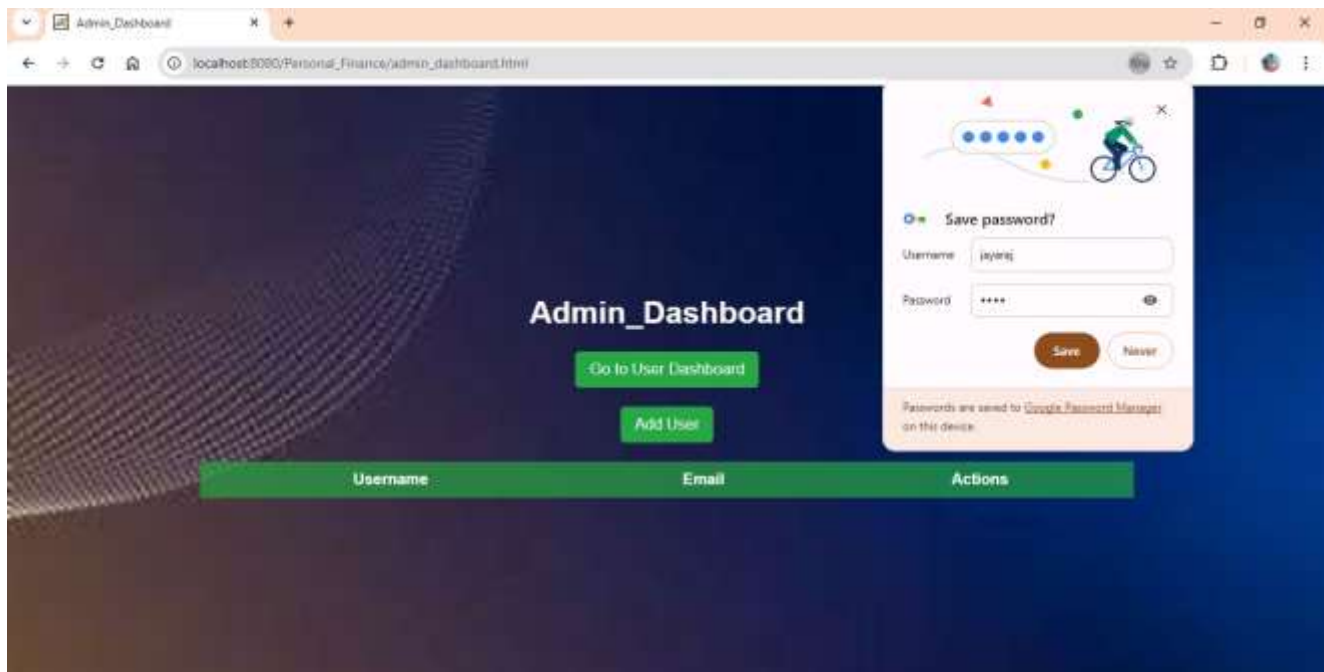 Admin_Dashboard
localhost:8080/Personal_Finance/admin_dashboard.html
Save password?
Username jayaraj
Password ••••
Save Never
Passwords are saved to Google Password Manager
on this device.
Admin_Dashboard
Go to User Dashboard
Add User
Username Email Actions